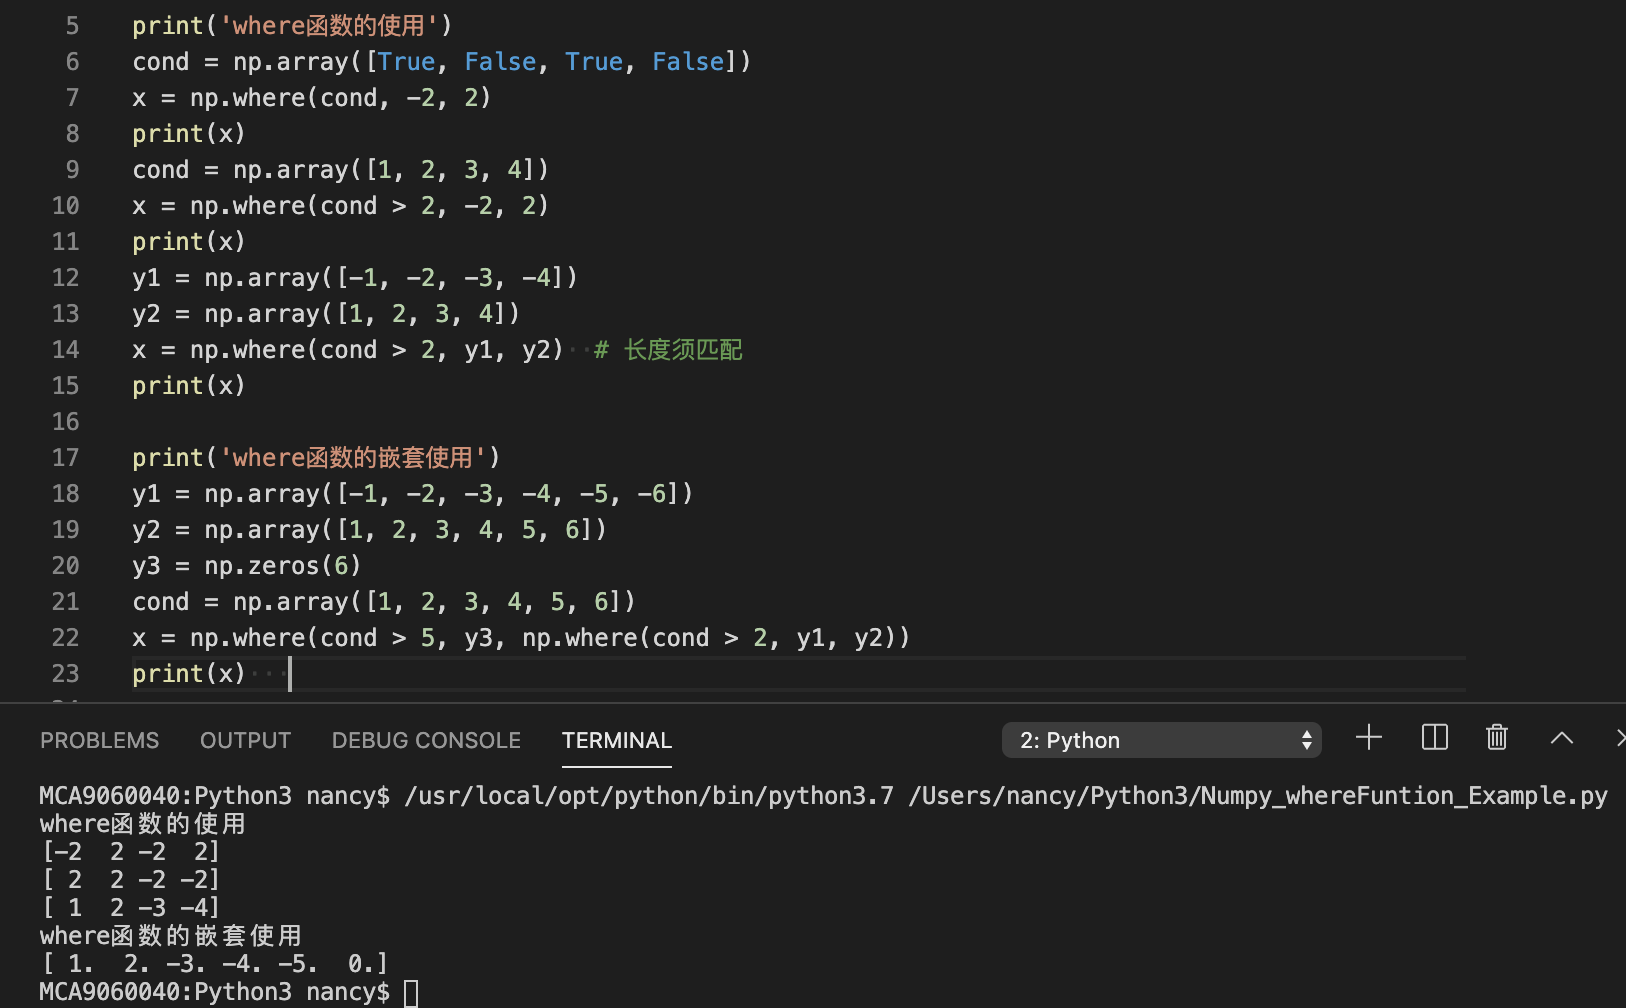 5 print('where函数的使用')
6 cond = np.array([True, False, True, False])
7 x = np.where(cond, -2, 2)
8 print(x)
9 cond = np.array([1, 2, 3, 4])
10 x = np.where(cond > 2, -2, 2)
11 print(x)
12 y1 = np.array([-1, -2, -3, -4])
13 y2 = np.array([1, 2, 3, 4])
14 x = np.where(cond > 2, y1, y2)  # 长度须匹配
15 print(x)
16
17 print('where函数的嵌套使用')
18 y1 = np.array([-1, -2, -3, -4, -5, -6])
19 y2 = np.array([1, 2, 3, 4, 5, 6])
20 y3 = np.zeros(6)
21 cond = np.array([1, 2, 3, 4, 5, 6])
22 x = np.where(cond > 5, y3, np.where(cond > 2, y1, y2))
23 print(x)
PROBLEMS OUTPUT DEBUG CONSOLE TERMINAL 2: Python
MCA9060040:Python3 nancy$ /usr/local/opt/python/bin/python3.7 /Users/nancy/Python3/Numpy_whereFuntion_Example.py
where函数的使用
[-2  2 -2  2]
[ 2  2 -2 -2]
[ 1  2 -3 -4]
where函数的嵌套使用
[ 1.  2. -3. -4. -5.  0.]
MCA9060040:Python3 nancy$